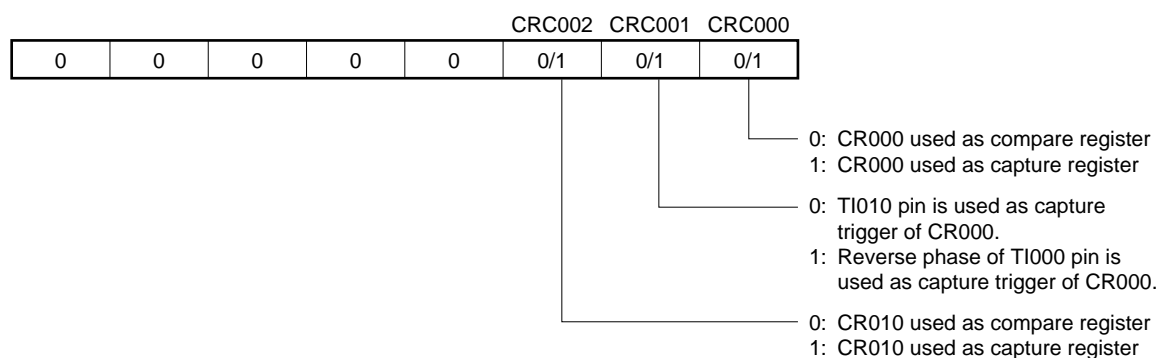 CRC002 CRC001 CRC000
0 0 0 0 0 0/1 0/1 0/1
0: CR000 used as compare register
1: CR000 used as capture register
0: TI010 pin is used as capture
trigger of CR000.
1: Reverse phase of TI000 pin is
used as capture trigger of CR000.
0: CR010 used as compare register
1: CR010 used as capture register